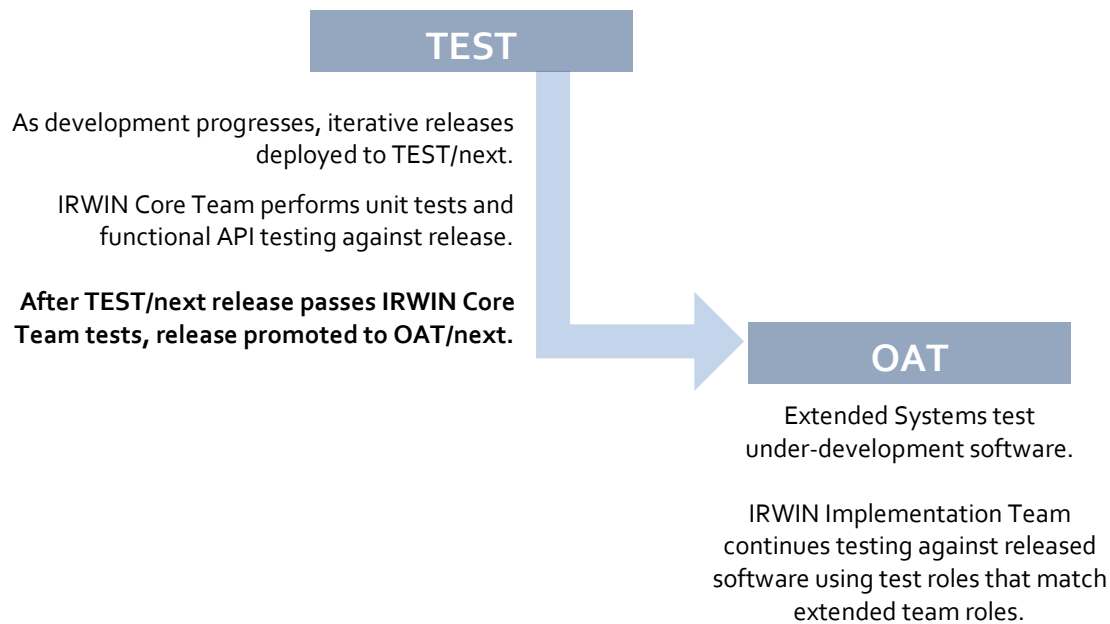 TEST
As development progresses, iterative releases
deployed to TEST/next.
IRWIN Core Team performs unit tests and
functional API testing against release.
After TEST/next release passes IRWIN Core
Team tests, release promoted to OAT/next.
OAT
Extended Systems test
under-development software.
IRWIN Implementation Team
continues testing against released
software using test roles that match
extended team roles.